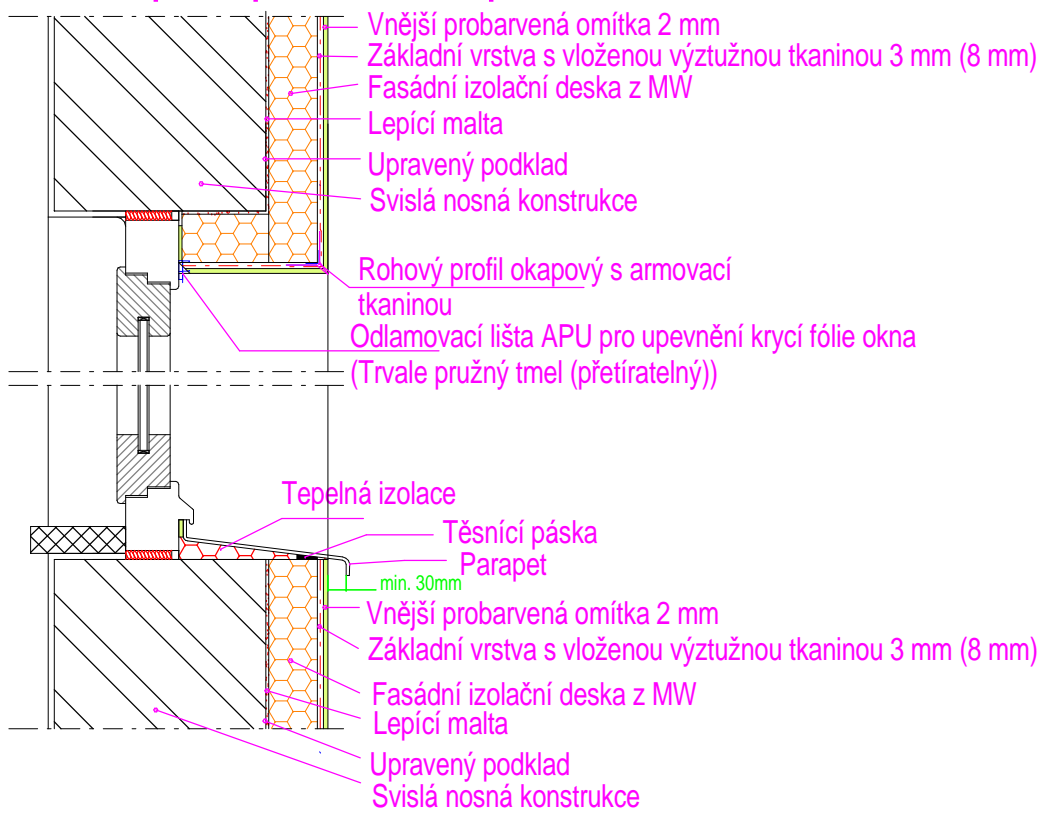 Vnější probarvená omítka 2 mm
Základní vrstva s vloženou výztužnou tkaninou 3 mm (8 mm)
Fasádní izolační deska z MW
Lepící malta
Upravený podklad
Svislá nosná konstrukce
Rohový profil okapový s armovací
tkaninou
Odlamovací lišta APU pro upevnění krycí fólie okna
(Trvale pružný tmel (přetíratelný))
Tepelná izolace
Těsnící páska
Parapet
min. 30mm
Vnější probarvená omítka 2 mm
Základní vrstva s vloženou výztužnou tkaninou 3 mm (8 mm)
Fasádní izolační deska z MW
Lepící malta
Upravený podklad
Svislá nosná konstrukce